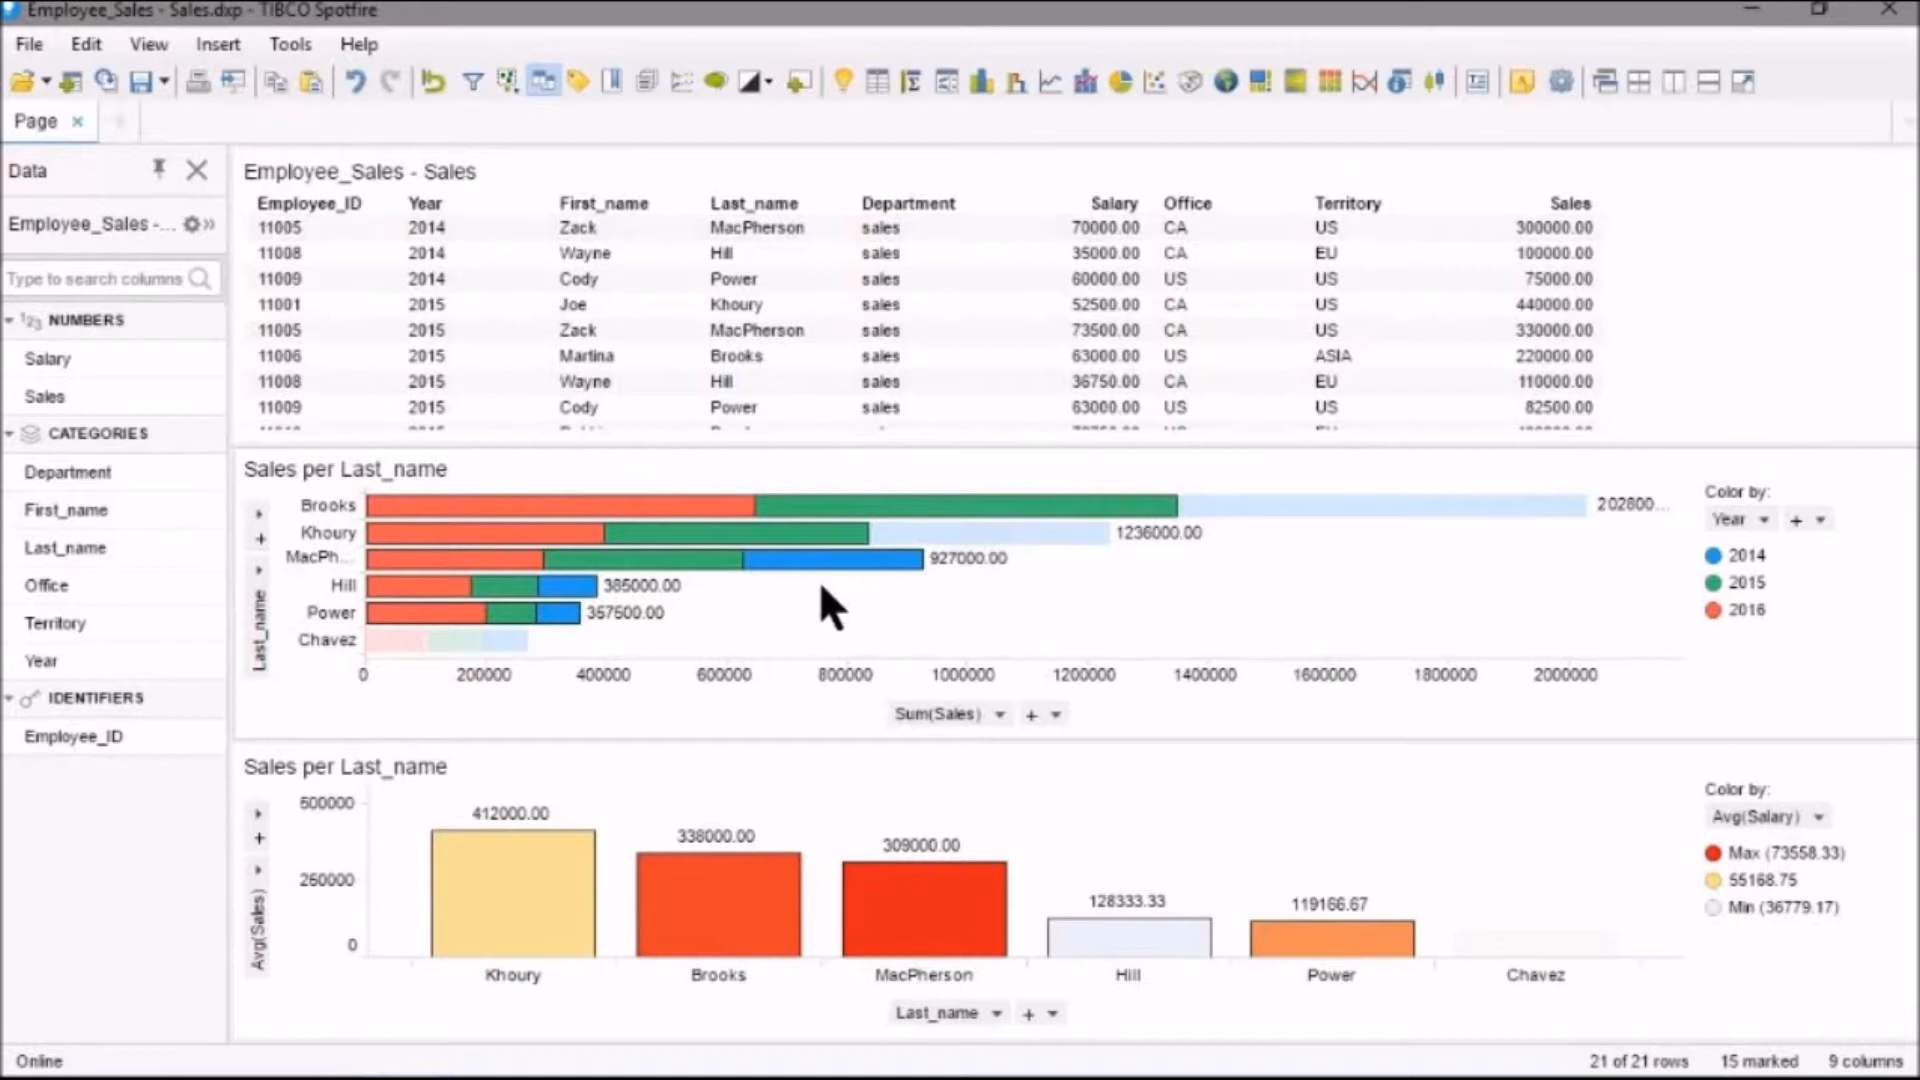 Employee_Sales - Sales.dxp - TIBCO Spotfire
File Edit View Insert Tools Help
Page
Data
Employee_Sales -...
Type to search columns
NUMBERS
Salary
Sales
CATEGORIES
Department
First_name
Last_name
Office
Territory
Year
IDENTIFIERS
Employee_ID
Employee_Sales - Sales
Employee_ID Year First_name Last_name Department Salary Office Territory Sales
11005 2014 Zack MacPherson sales 70000.00 CA US 300000.00
11008 2014 Wayne Hill sales 35000.00 CA EU 100000.00
11009 2014 Cody Power sales 60000.00 US US 75000.00
11001 2015 Joe Khoury sales 52500.00 CA US 440000.00
11005 2015 Zack MacPherson sales 73500.00 CA US 330000.00
11006 2015 Martina Brooks sales 63000.00 US ASIA 220000.00
11008 2015 Wayne Hill sales 36750.00 CA EU 110000.00
11009 2015 Cody Power sales 63000.00 US US 82500.00
Sales per Last_name
Last_name
Brooks 202800...
Khoury 1236000.00
MacPh... 927000.00
Hill 385000.00
Power 357500.00
Chavez
0 200000 400000 600000 800000 1000000 1200000 1400000 1600000 1800000 2000000
Sum(Sales) +
Color by:
Year +
2014
2015
2016
Sales per Last_name
Avg(Sales)
500000
250000
0
412000.00 338000.00 309000.00 128333.33 119166.67
Khoury Brooks MacPherson Hill Power Chavez
Last_name +
Color by:
Avg(Salary)
Max (73558.33)
55168.75
Min (36779.17)
Online 21 of 21 rows 15 marked 9 columns